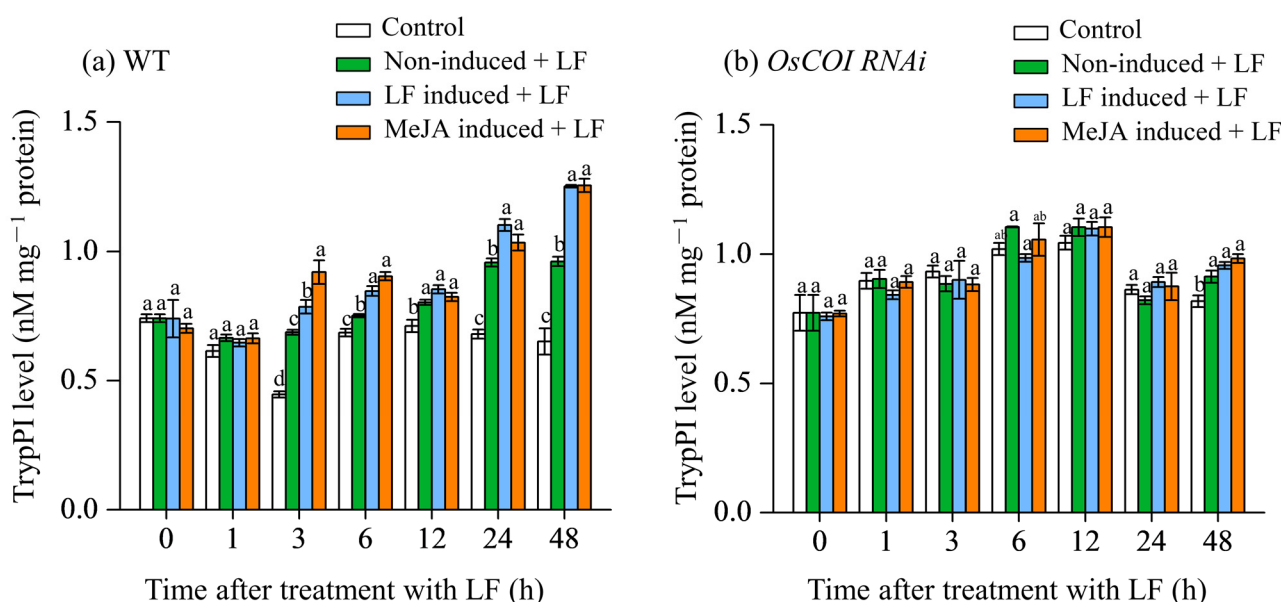 (a) WT
Control
Non-induced + LF
LF induced + LF
MeJA induced + LF
TrypPI level (nM mg−1 protein)
1.5
1.0
0.5
0.0
a a a a
a a a a
d c b a
c b a a
b a a a
c b a a
c b a a
0 1 3 6 12 24 48
Time after treatment with LF (h)
(b) OsCOI RNAi
Control
Non-induced + LF
LF induced + LF
MeJA induced + LF
TrypPI level (nM mg−1 protein)
1.5
1.0
0.5
0.0
a a a a
a a a a
a a a a
ab a b ab
a a a a
a a a a
b a a a
0 1 3 6 12 24 48
Time after treatment with LF (h)